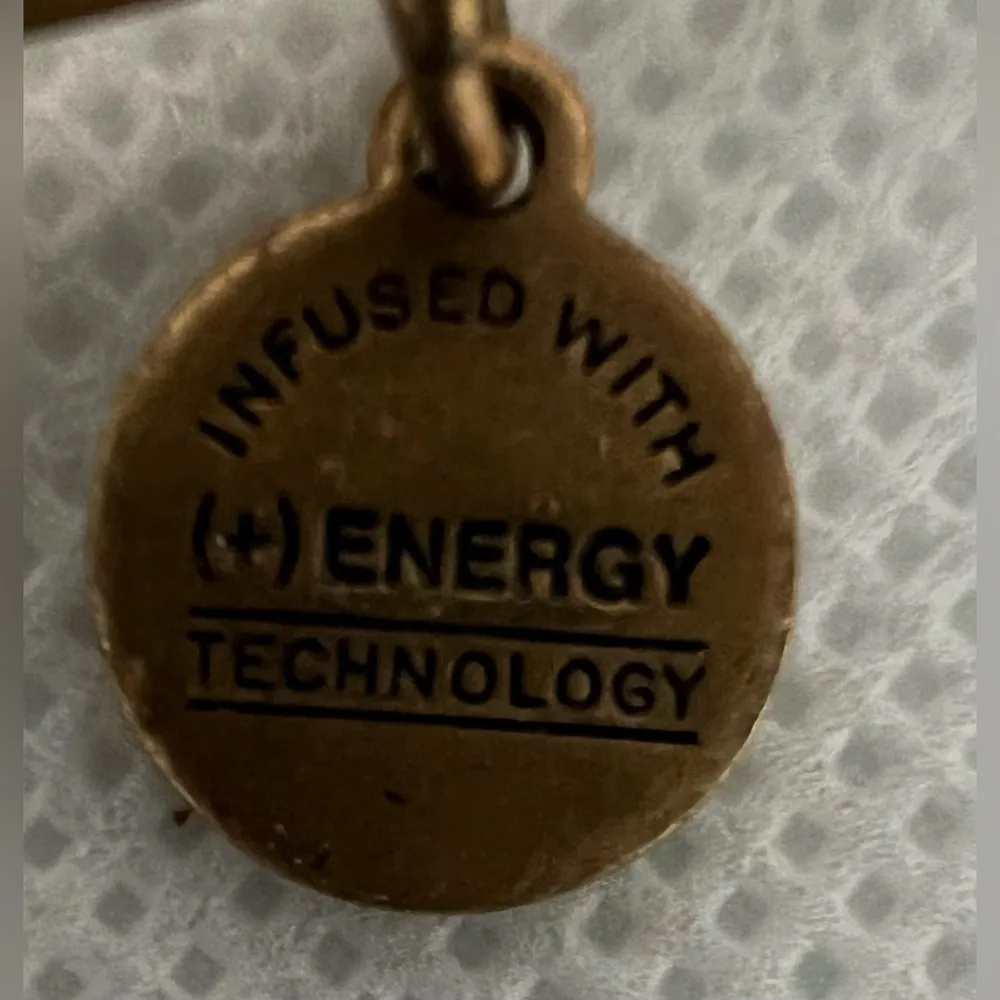 INFUSED WITH
(+) ENERGY
TECHNOLOGY